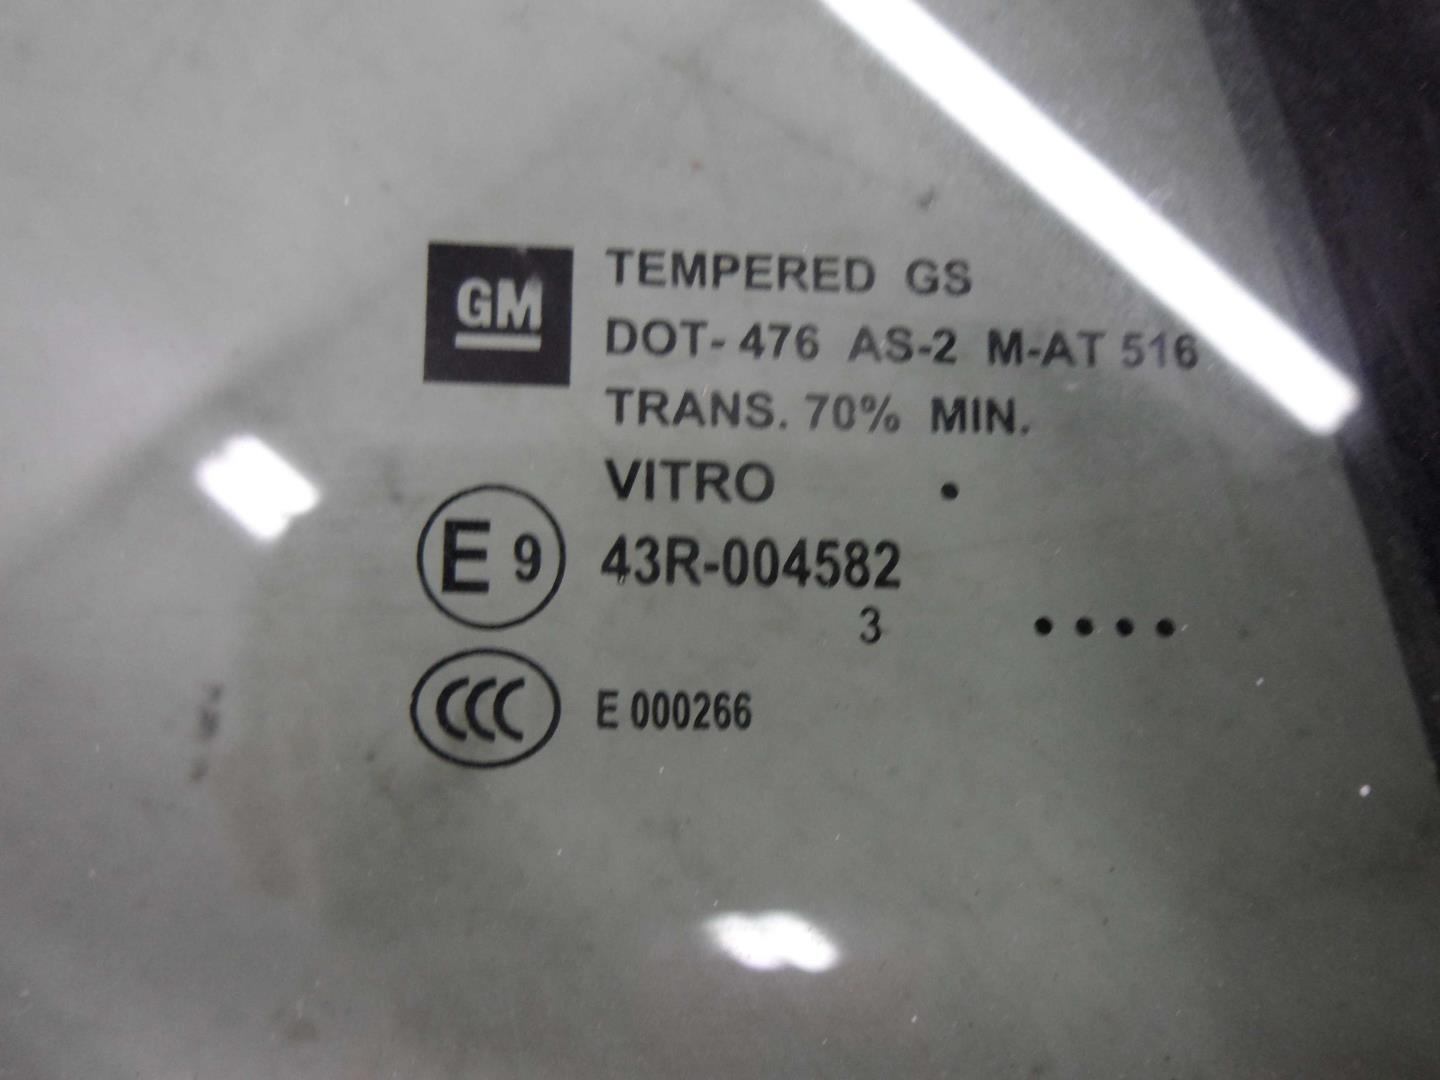 GM
TEMPERED GS
DOT-476 AS-2 M-AT 516
TRANS. 70% MIN.
VITRO
E 9 43R-004582
3
CCC E 000266